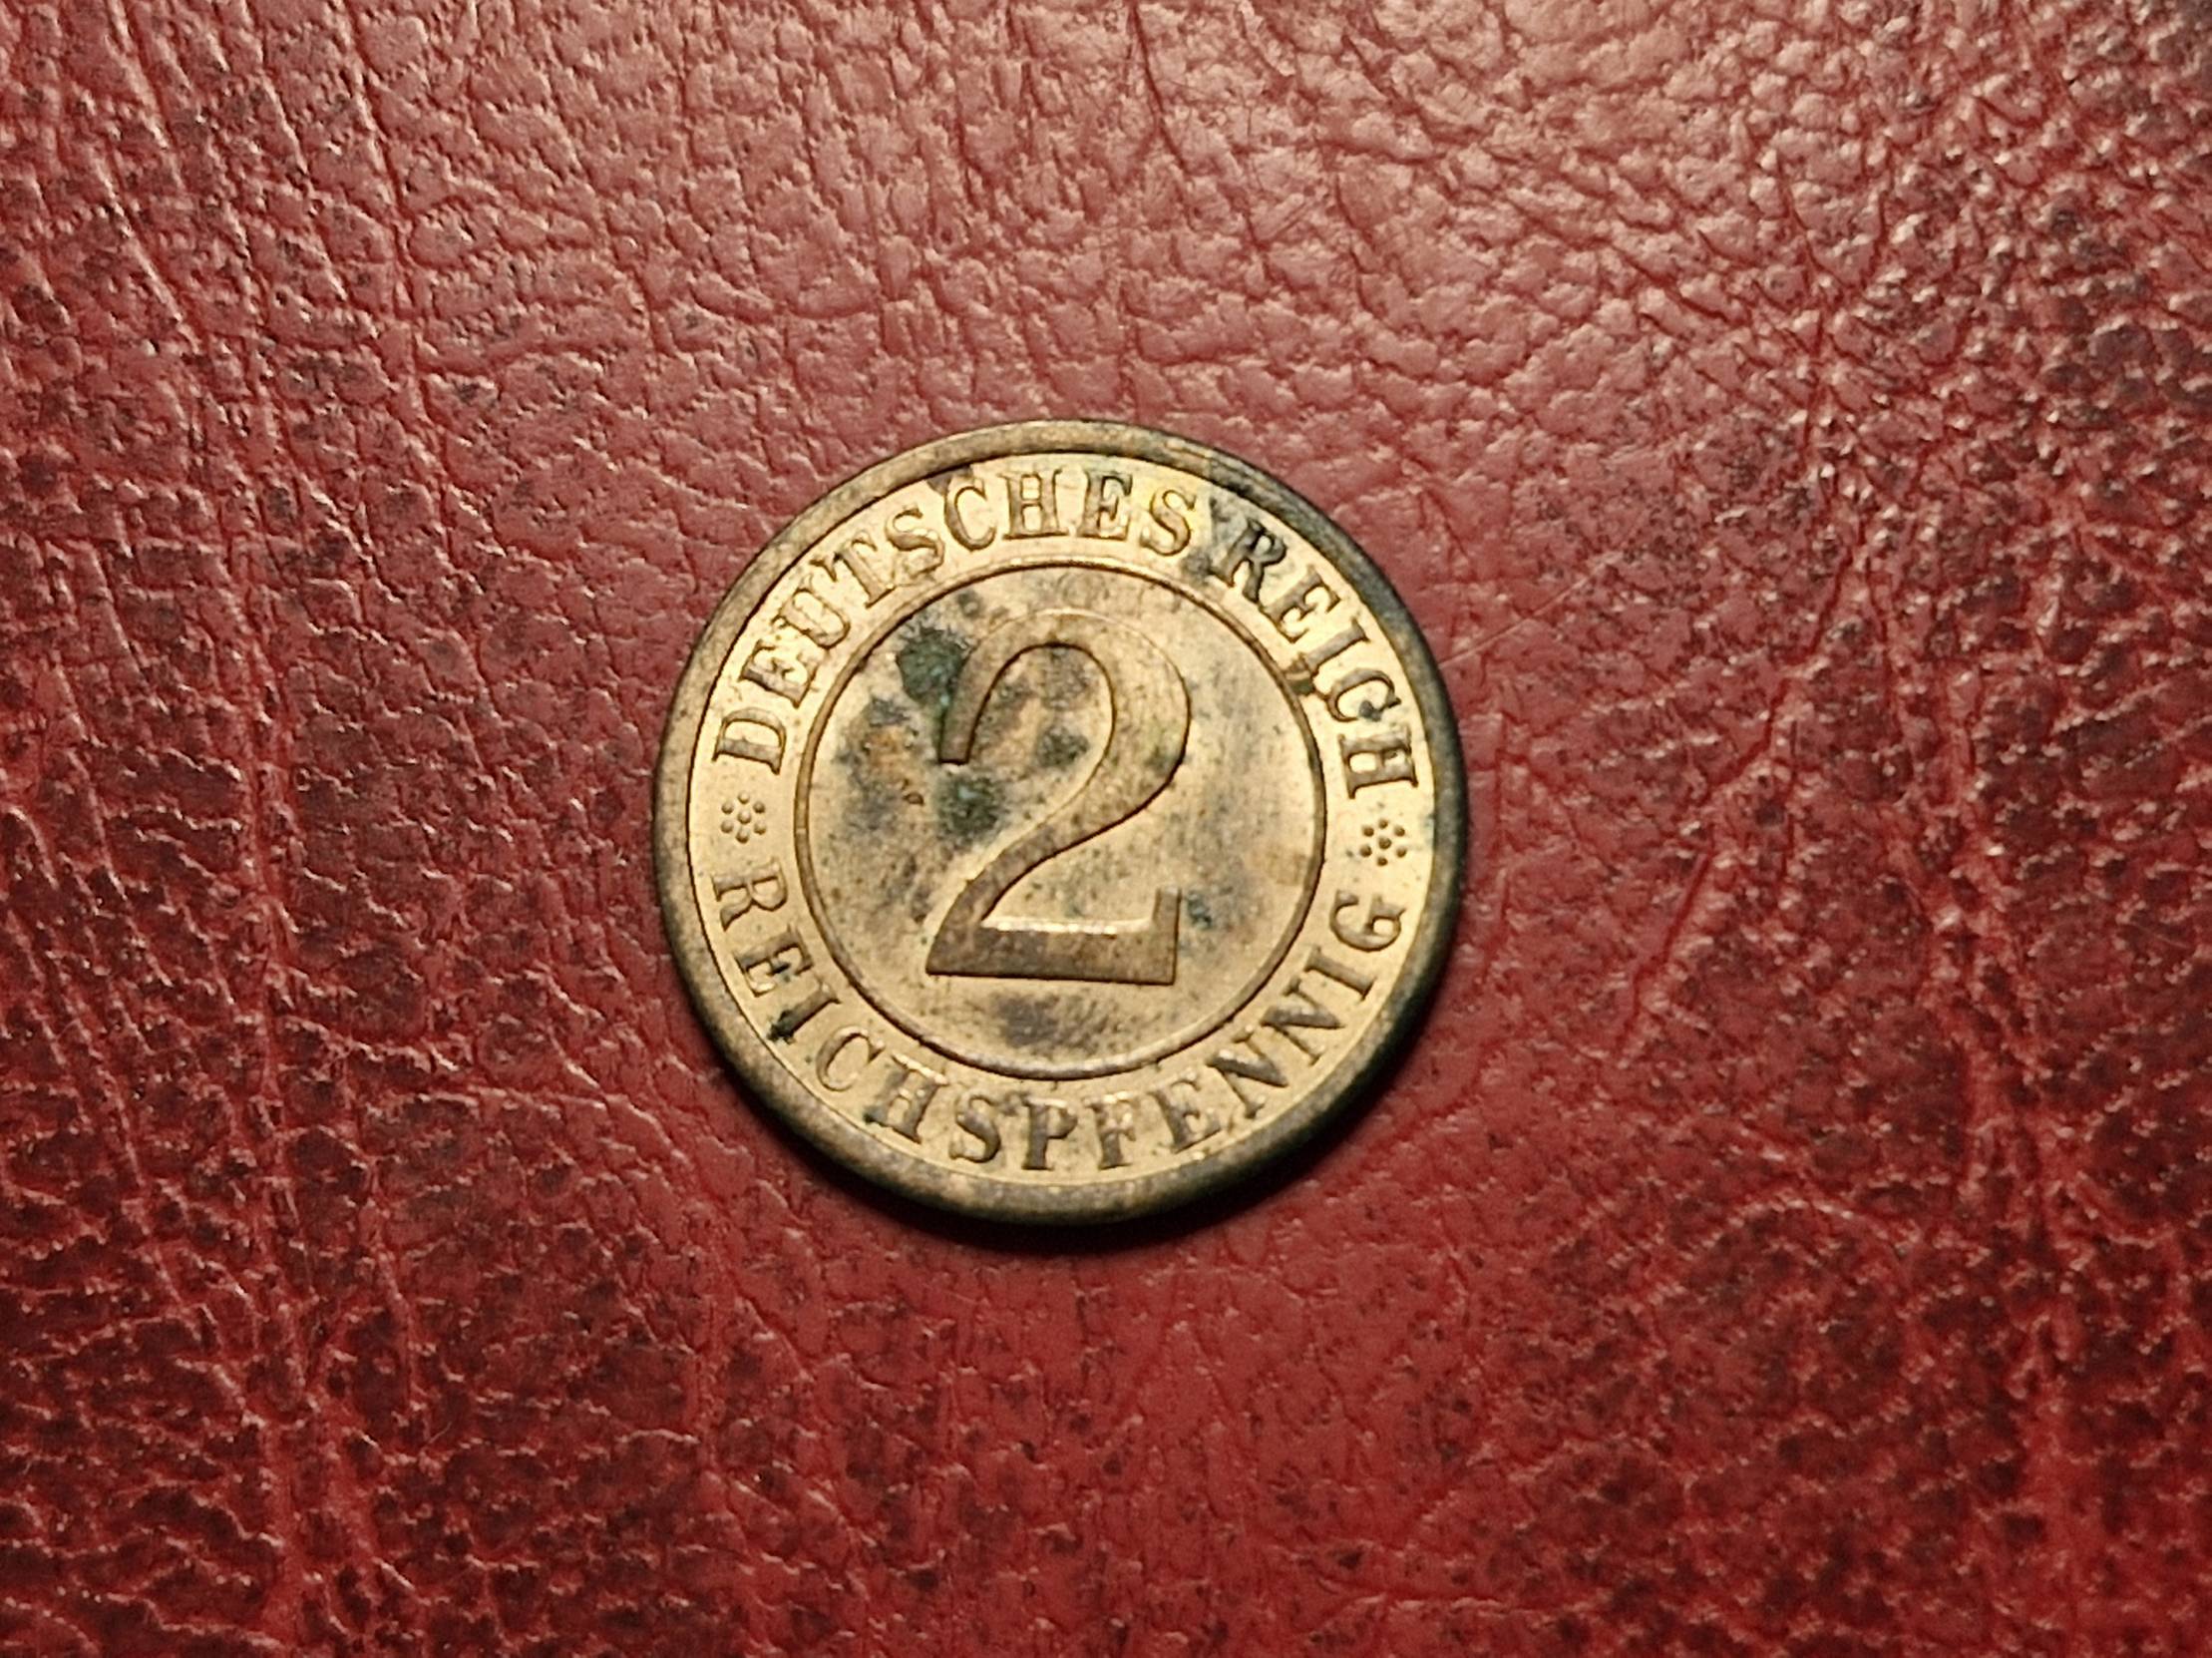 DEUTSCHES REICH
2
REICHSPFENNIG